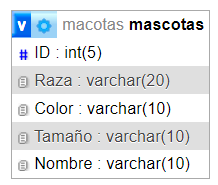 v macotas mascotas
# ID : int(5)
Raza : varchar(20)
Color : varchar(10)
Tamaño : varchar(10)
Nombre : varchar(10)